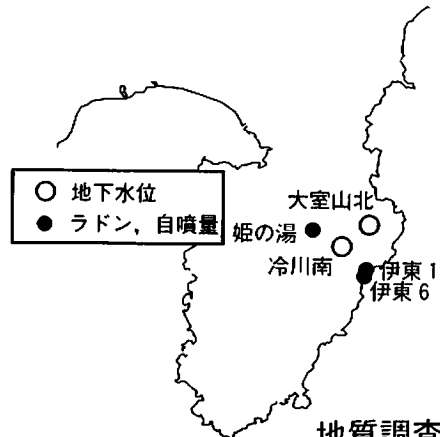 地下水位
ラドン，自噴量
大室山北
姫の湯
冷川南
伊東1
伊東6
地質調査